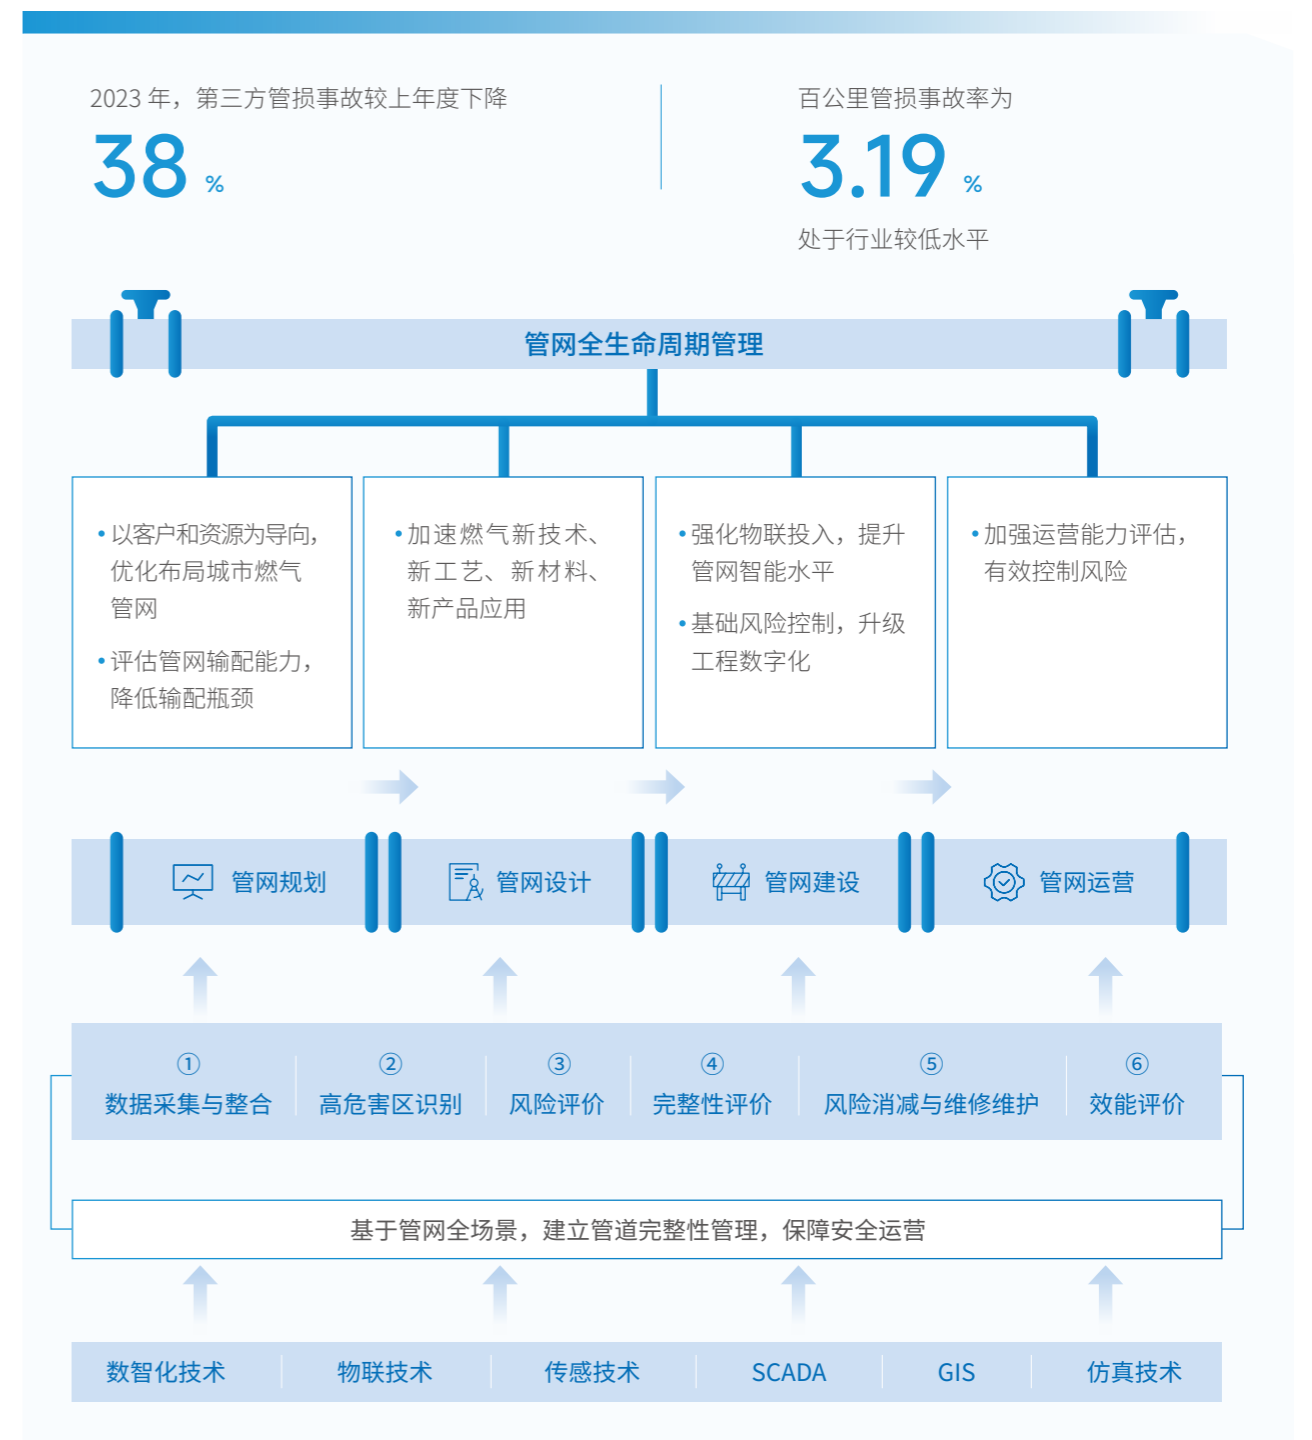 2023 年，第三方管损事故较上年度下降
38 %
百公里管损事故率为
3.19 %
处于行业较低水平
管网全生命周期管理
• 以客户和资源为导向，
优化布局城市燃气
管网
• 评估管网输配能力，
降低输配瓶颈
• 加速燃气新技术、
新工艺、新材料、
新产品应用
• 强化物联投入，提升
管网智能水平
• 基础风险控制，升级
工程数字化
• 加强运营能力评估，
有效控制风险
管网规划
管网设计
管网建设
管网运营
①
数据采集与整合
②
高危害区识别
③
风险评价
④
完整性评价
⑤
风险消减与维修维护
⑥
效能评价
基于管网全场景，建立管道完整性管理，保障安全运营
数智化技术
物联技术
传感技术
SCADA
GIS
仿真技术